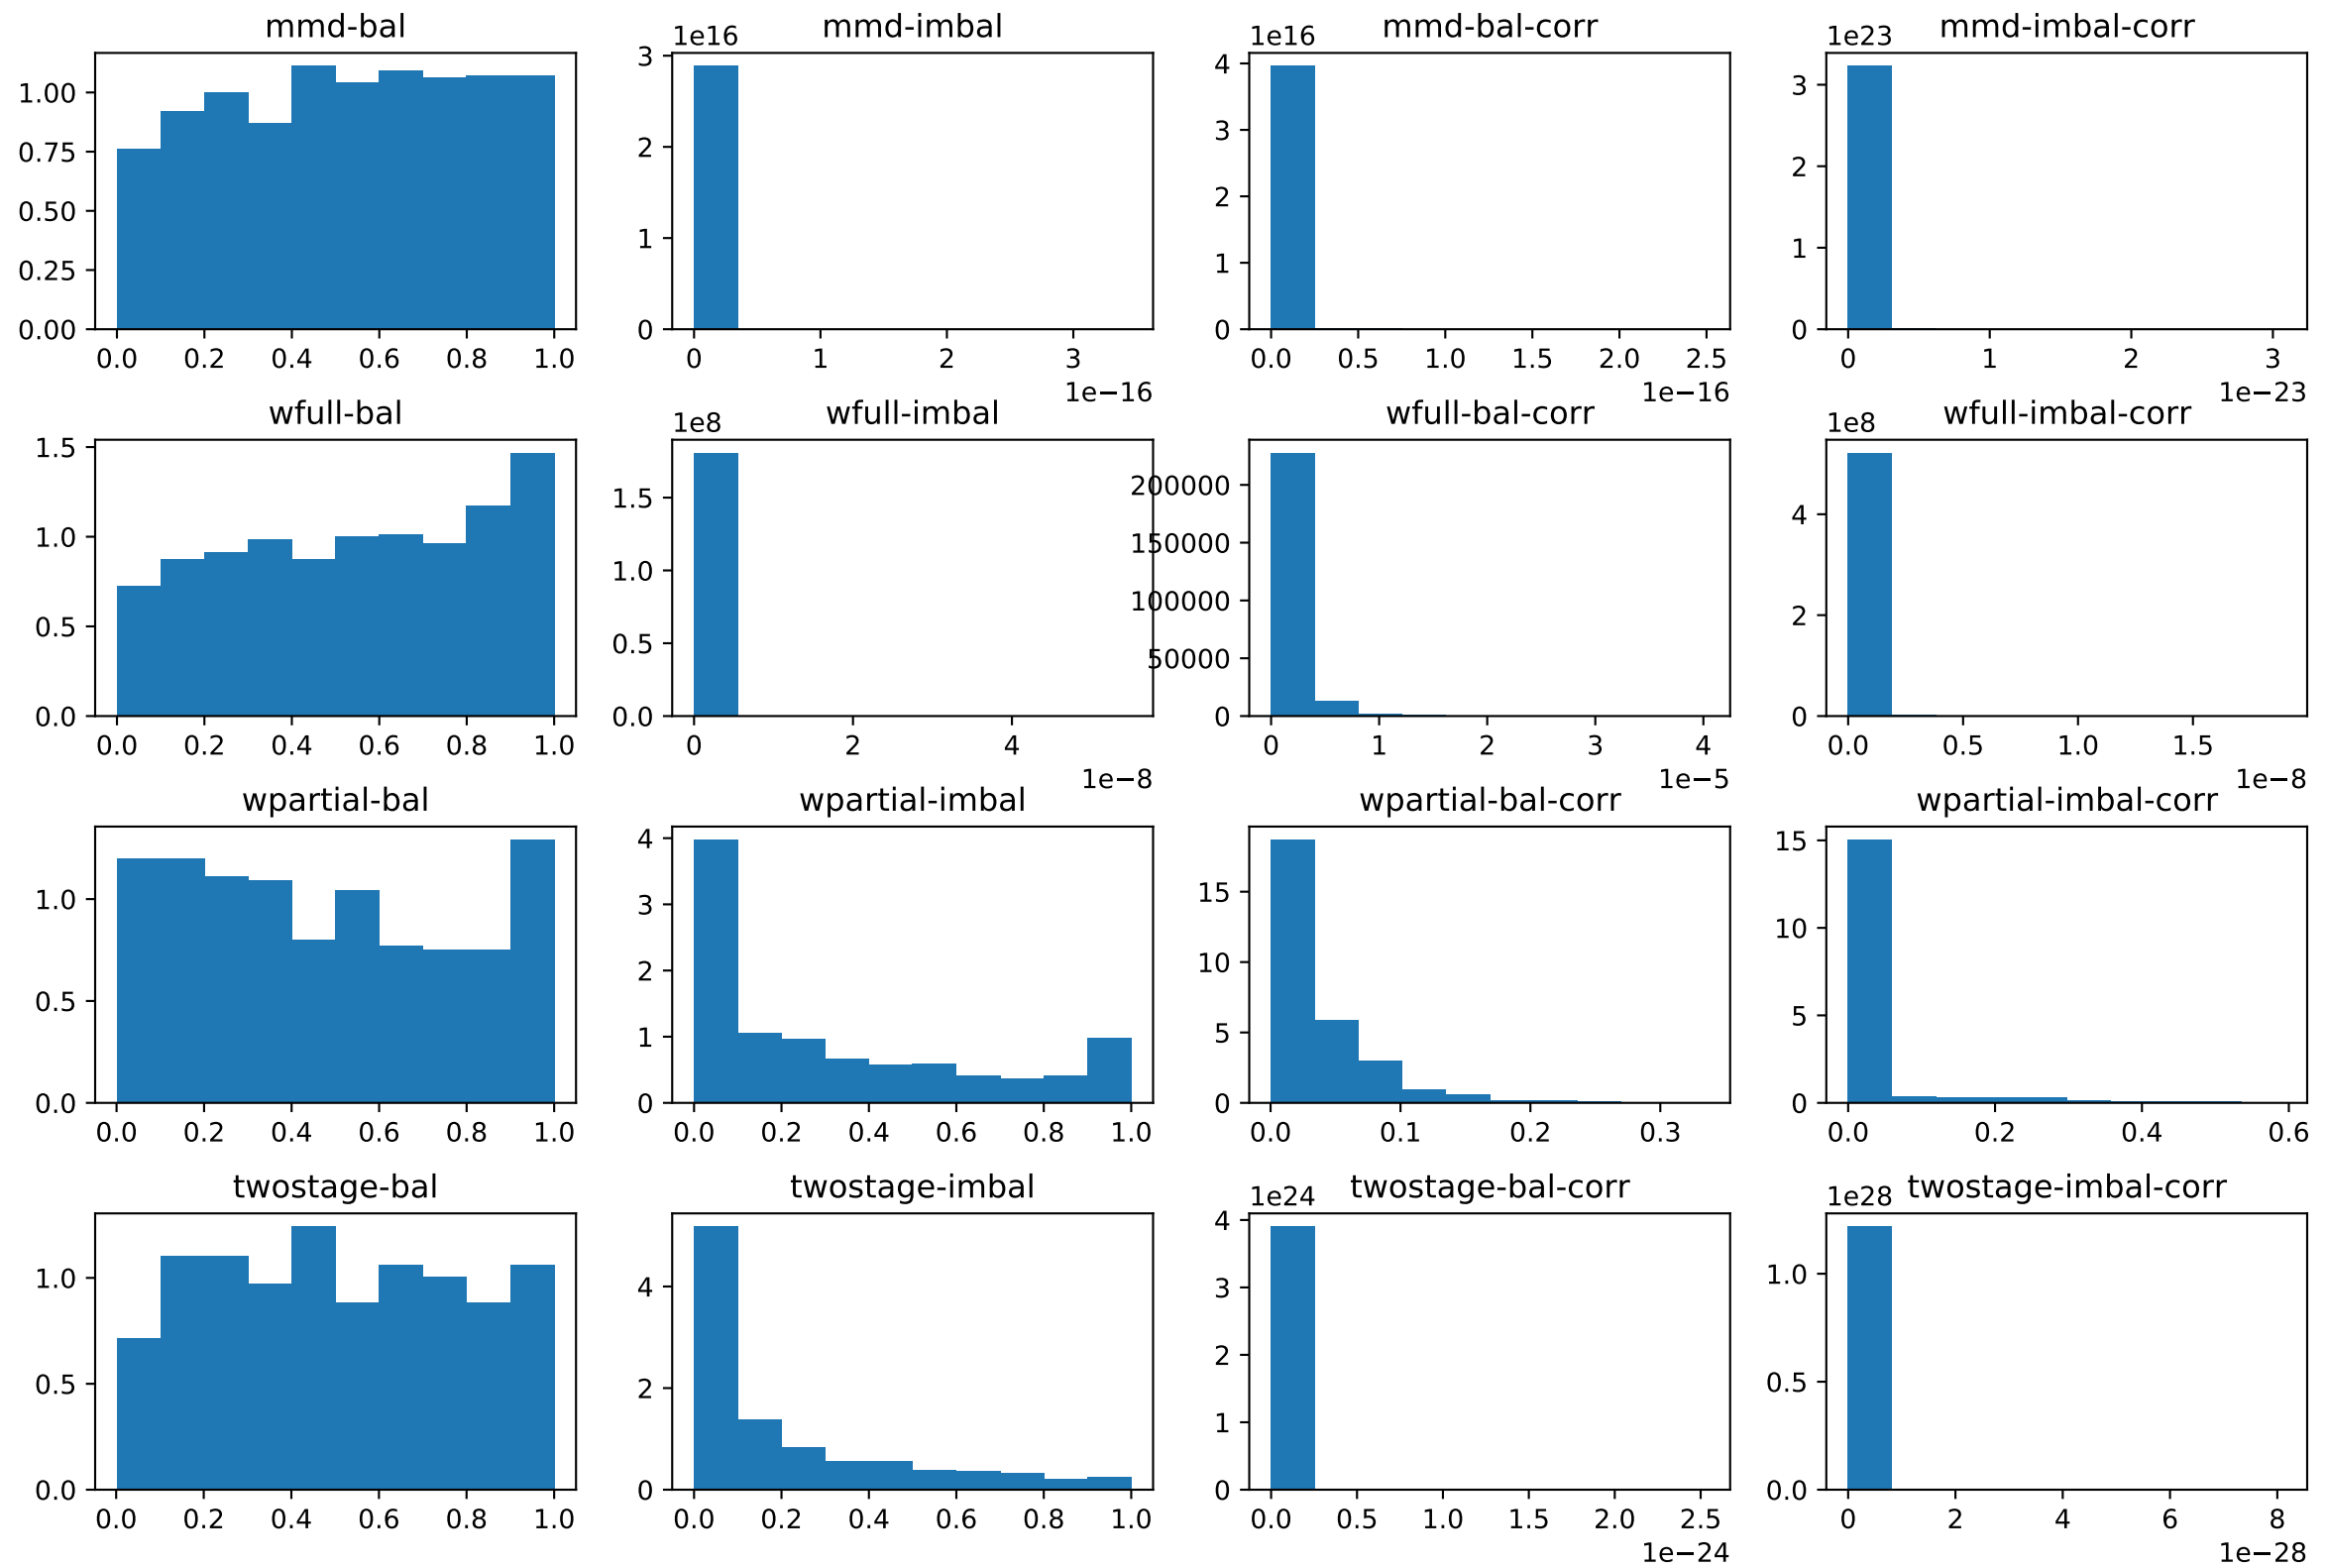 mmd-bal
1.00
0.75
0.50
0.25
0.00
0.0 0.2 0.4 0.6 0.8 1.0
mmd-imbal
1e16
3
2
1
0
0 1 2 3
1e−16
mmd-bal-corr
1e16
4
3
2
1
0
0.0 0.5 1.0 1.5 2.0 2.5
1e−16
mmd-imbal-corr
1e23
3
2
1
0
0 1 2 3
1e−23
wfull-bal
1.5
1.0
0.5
0.0
0.0 0.2 0.4 0.6 0.8 1.0
wfull-imbal
1e8
1.5
1.0
0.5
0.0
0 2 4
1e−8
wfull-bal-corr
200000
150000
100000
50000
0
0 1 2 3 4
1e−5
wfull-imbal-corr
1e8
4
2
0
0.0 0.5 1.0 1.5
1e−8
wpartial-bal
1.0
0.5
0.0
0.0 0.2 0.4 0.6 0.8 1.0
wpartial-imbal
4
3
2
1
0
0.0 0.2 0.4 0.6 0.8 1.0
wpartial-bal-corr
15
10
5
0
0.0 0.1 0.2 0.3
wpartial-imbal-corr
15
10
5
0
0.0 0.2 0.4 0.6
twostage-bal
1.0
0.5
0.0
0.0 0.2 0.4 0.6 0.8 1.0
twostage-imbal
4
2
0
0.0 0.2 0.4 0.6 0.8 1.0
twostage-bal-corr
1e24
4
3
2
1
0
0.0 0.5 1.0 1.5 2.0 2.5
1e−24
twostage-imbal-corr
1e28
1.0
0.5
0.0
0 2 4 6 8
1e−28